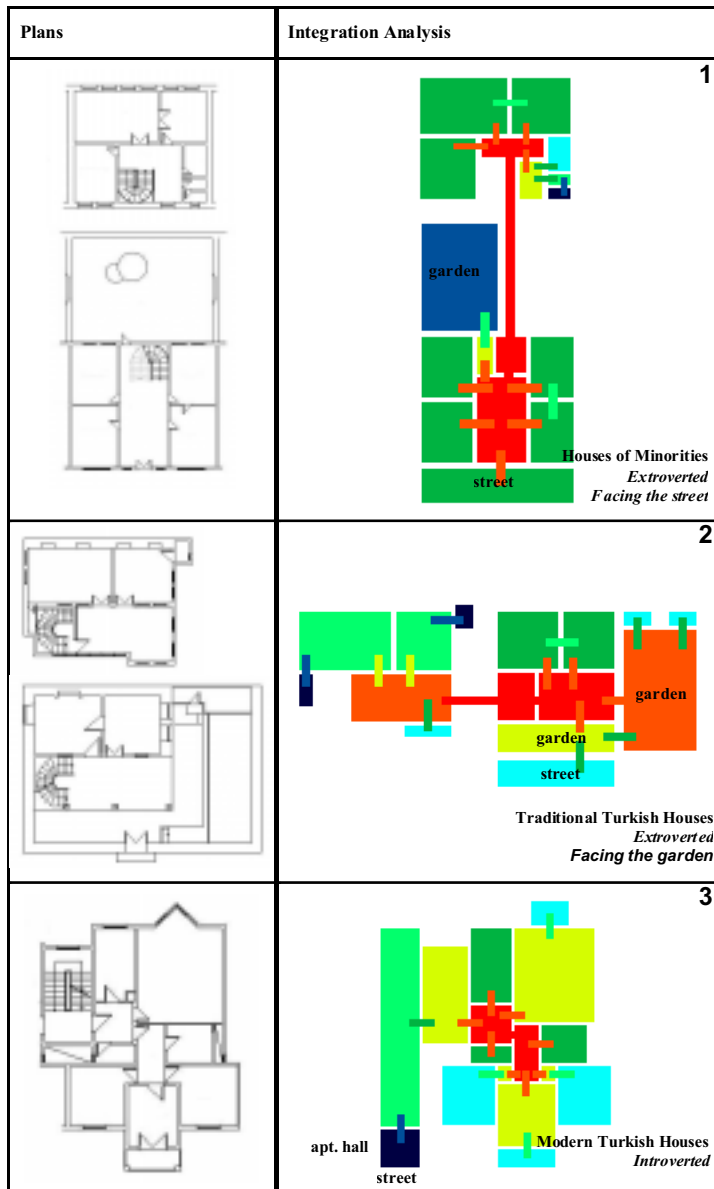 Plans
Integration Analysis
1
garden
Houses of Minorities
Extroverted
street
Facing the street
2
garden
garden
street
Traditional Turkish Houses
Extroverted
Facing the garden
3
apt. hall
Modern Turkish Houses
Introverted
street